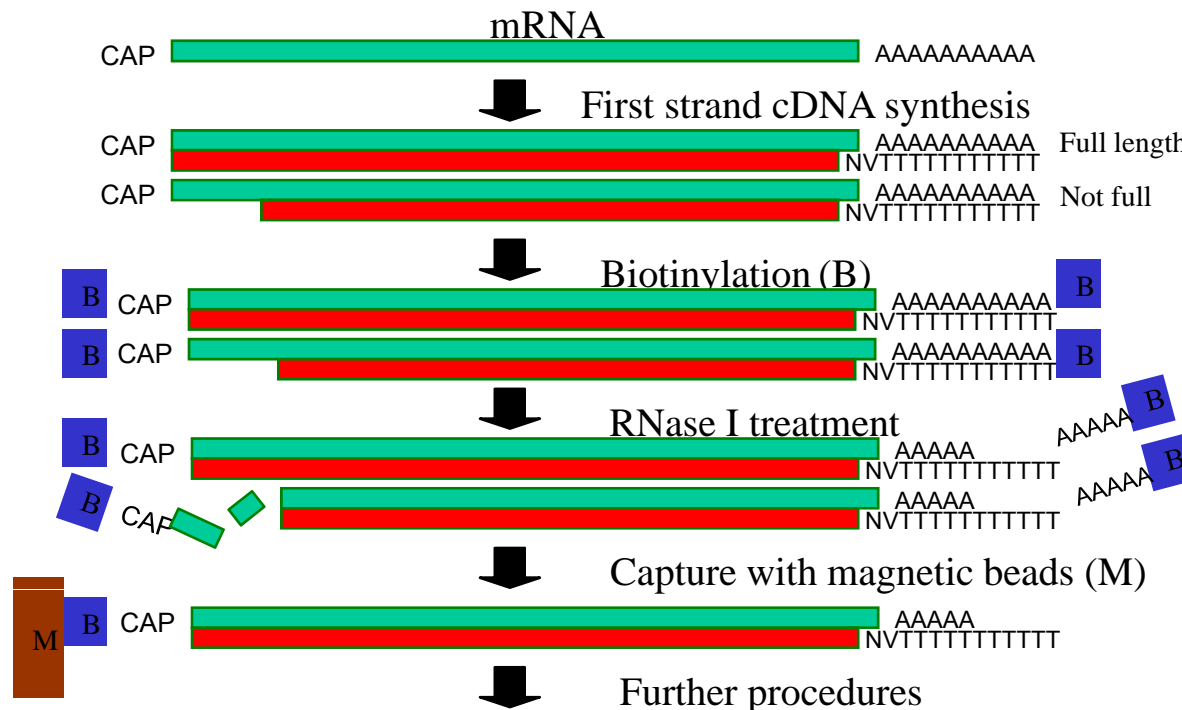 mRNA
CAP AAAAAAAAAA
First strand cDNA synthesis
CAP AAAAAAAAAA Full length
NVTTTTTTTTTTT
CAP AAAAAAAAAA Not full
NVTTTTTTTTTTT
Biotinylation (B)
B CAP AAAAAAAAAA B
NVTTTTTTTTTTT
B CAP AAAAAAAAAA B
NVTTTTTTTTTTT
RNase I treatment
B CAP AAAAA AAAAA B
NVTTTTTTTTTTT
B CAP AAAAA AAAAA B
NVTTTTTTTTTTT
Capture with magnetic beads (M)
M B CAP AAAAA
NVTTTTTTTTTTT
Further procedures